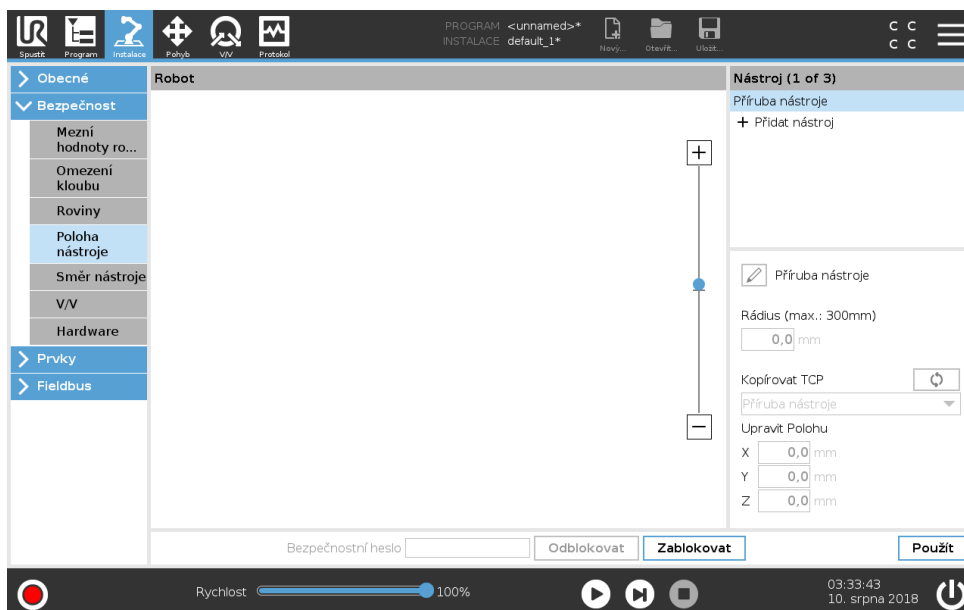 PROGRAM <unnamed>*
INSTALACE default_1*
Spustit Program Instalace Pohyb V/V Protokol Nový... Otevřít... Uložit...
C C
C C
Obecné
Bezpečnost
Mezní
hodnoty ro...
Omezení
kloubu
Roviny
Poloha
nástroje
Směr nástroje
V/V
Hardware
Prvky
Fieldbus
Robot
Nástroj (1 of 3)
Příruba nástroje
+ Přidat nástroj
Příruba nástroje
Rádius (max.: 300mm)
0,0 mm
Kopírovat TCP
Příruba nástroje
Upravit Polohu
X 0,0 mm
Y 0,0 mm
Z 0,0 mm
Bezpečnostní heslo Odblokovat Zablokovat Použít
Rychlost 100%
03:33:43
10. srpna 2018